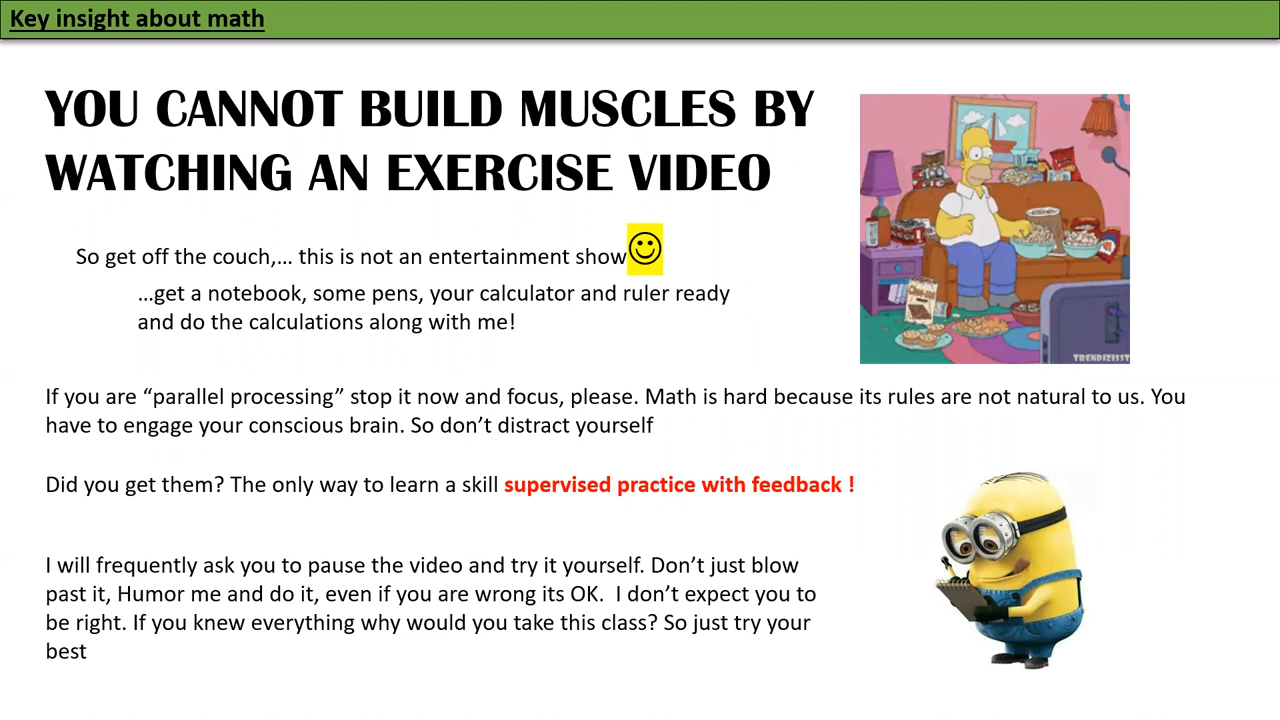 Key insight about math
YOU CANNOT BUILD MUSCLES BY
WATCHING AN EXERCISE VIDEO
So get off the couch,... this is not an entertainment show
...get a notebook, some pens, your calculator and ruler ready
and do the calculations along with me!
TRENDIZISST
If you are “parallel processing” stop it now and focus, please. Math is hard because its rules are not natural to us. You
have to engage your conscious brain. So don’t distract yourself
Did you get them? The only way to learn a skill supervised practice with feedback !
I will frequently ask you to pause the video and try it yourself. Don’t just blow
past it, Humor me and do it, even if you are wrong its OK.  I don’t expect you to
be right. If you knew everything why would you take this class? So just try your
best